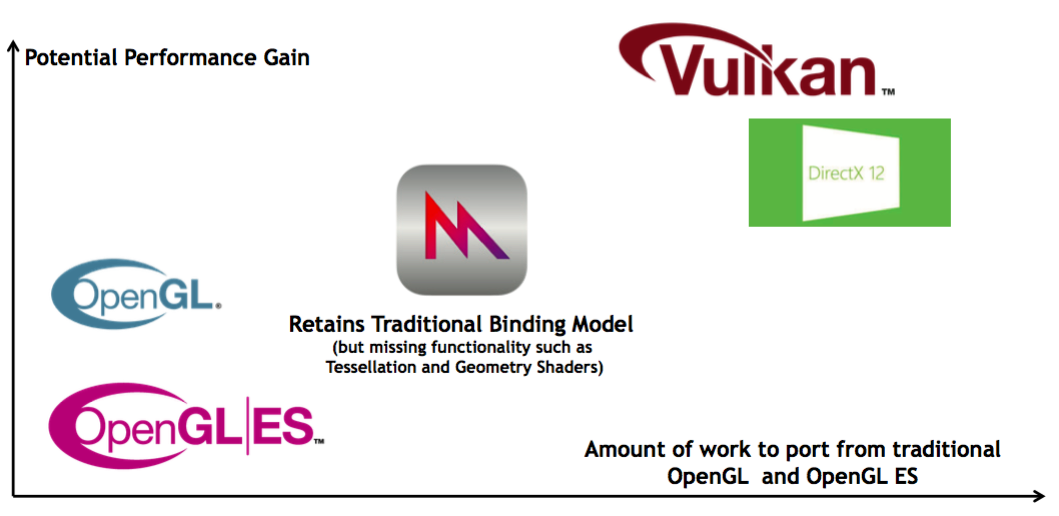 Potential Performance Gain
Vulkan™
DirectX 12
OpenGL®
Retains Traditional Binding Model
(but missing functionality such as
Tessellation and Geometry Shaders)
OpenGL|ES™
Amount of work to port from traditional
OpenGL and OpenGL ES